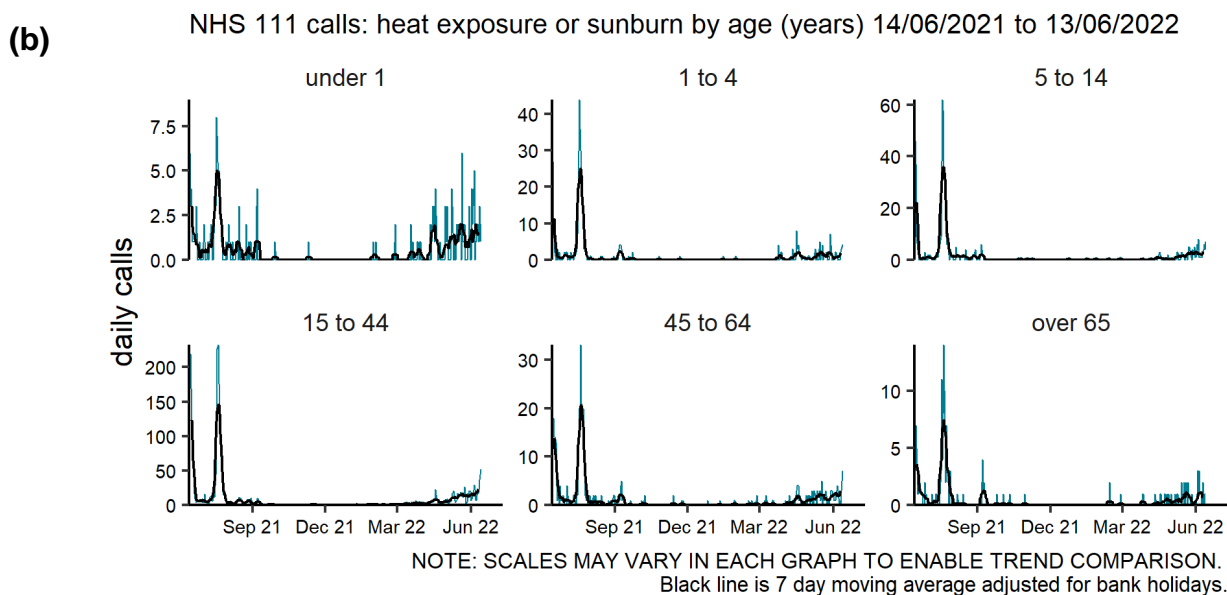 (b)
NHS 111 calls: heat exposure or sunburn by age (years) 14/06/2021 to 13/06/2022
daily calls
under 1
7.5
5.0
2.5
0.0
1 to 4
40
30
20
10
0
5 to 14
60
40
20
0
15 to 44
200
150
100
50
0
Sep 21 Dec 21 Mar 22 Jun 22
45 to 64
30
20
10
0
Sep 21 Dec 21 Mar 22 Jun 22
over 65
10
5
0
Sep 21 Dec 21 Mar 22 Jun 22
NOTE: SCALES MAY VARY IN EACH GRAPH TO ENABLE TREND COMPARISON.
Black line is 7 day moving average adjusted for bank holidays.